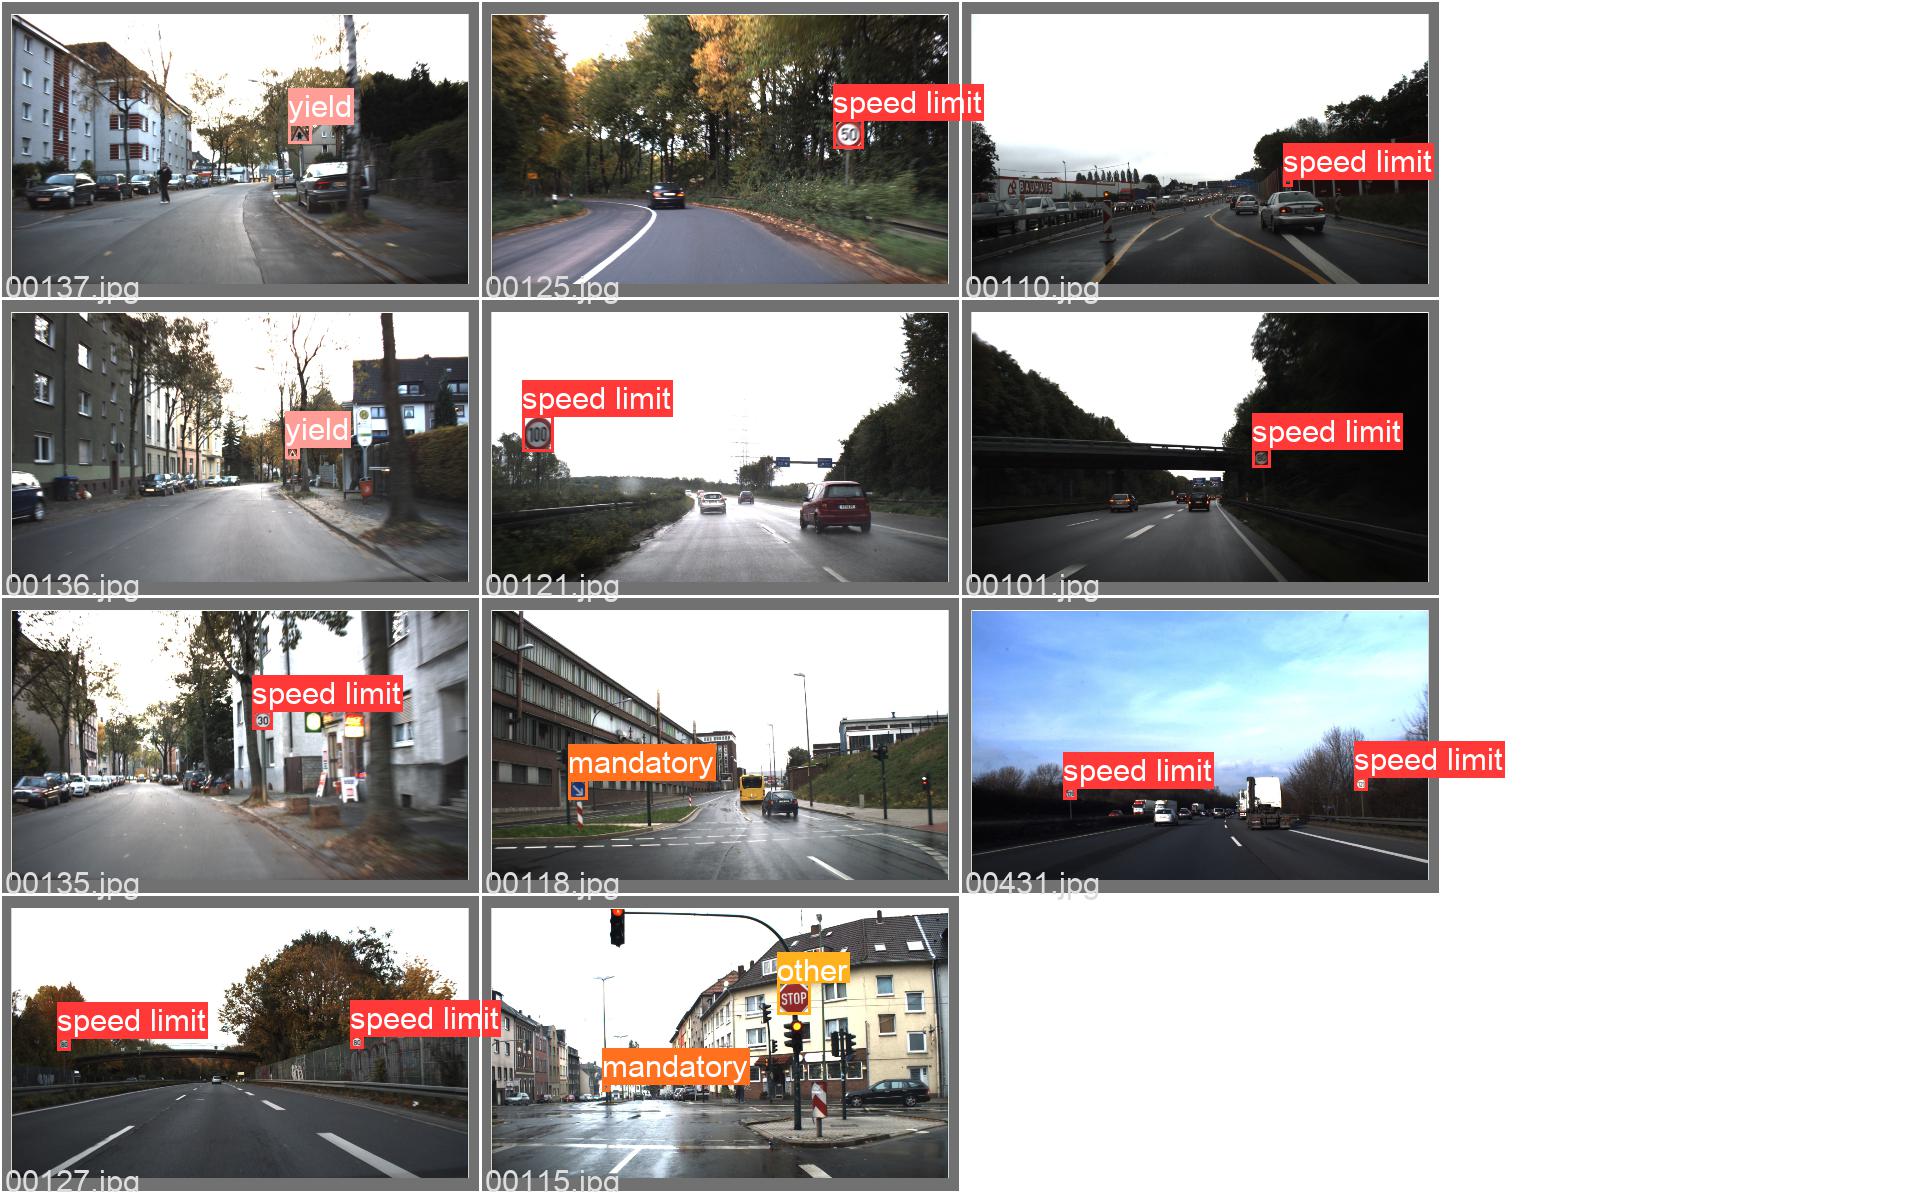 yield
00137.jpg
speed limit
50
00125.jpg
speed limit
BAUHAUS
00110.jpg
yield
00136.jpg
speed limit
100
00121.jpg
speed limit
00101.jpg
speed limit
30
00135.jpg
mandatory
00118.jpg
speed limit
speed limit
00431.jpg
speed limit
speed limit
80
00127.jpg
other
STOP
mandatory
00115.jpg